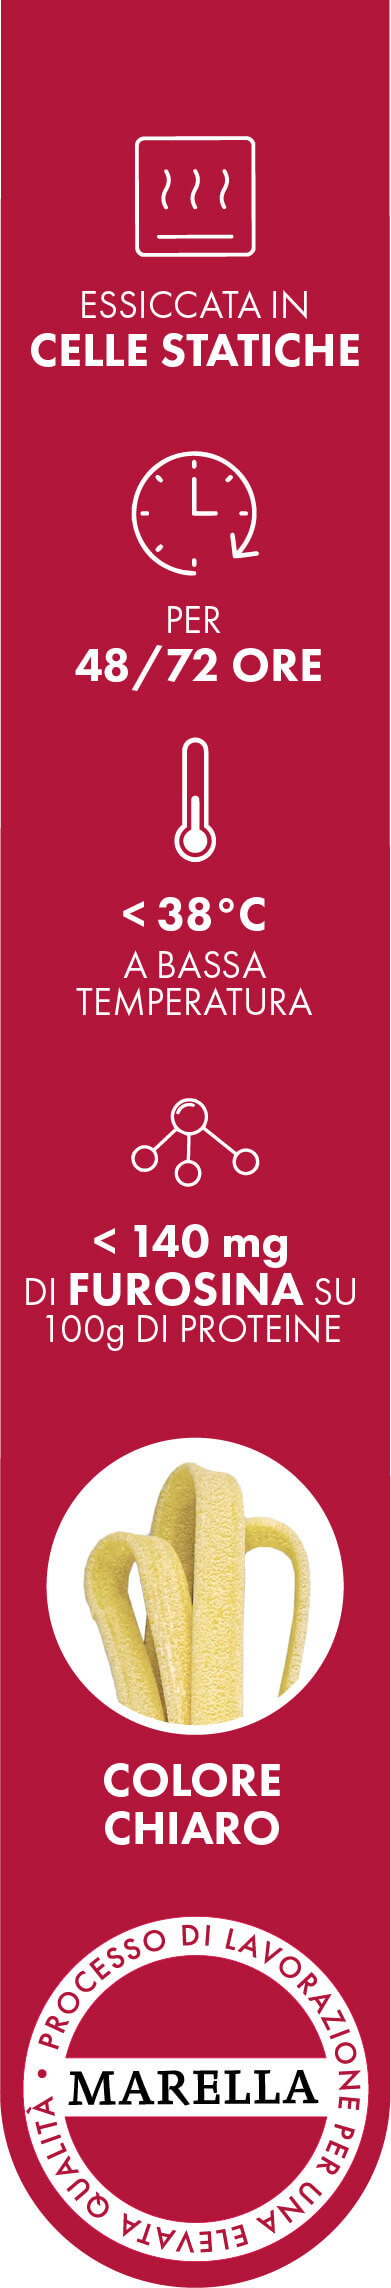 ESSICCATA IN
CELLE STATICHE
PER
48/72 ORE
< 38°C
A BASSA
TEMPERATURA
< 140 mg
DI FUROSINA SU
100g DI PROTEINE
COLORE
CHIARO
• PROCESSO DI LAVORAZIONE PER UNA ELEVATA QUALITÀ
MARELLA